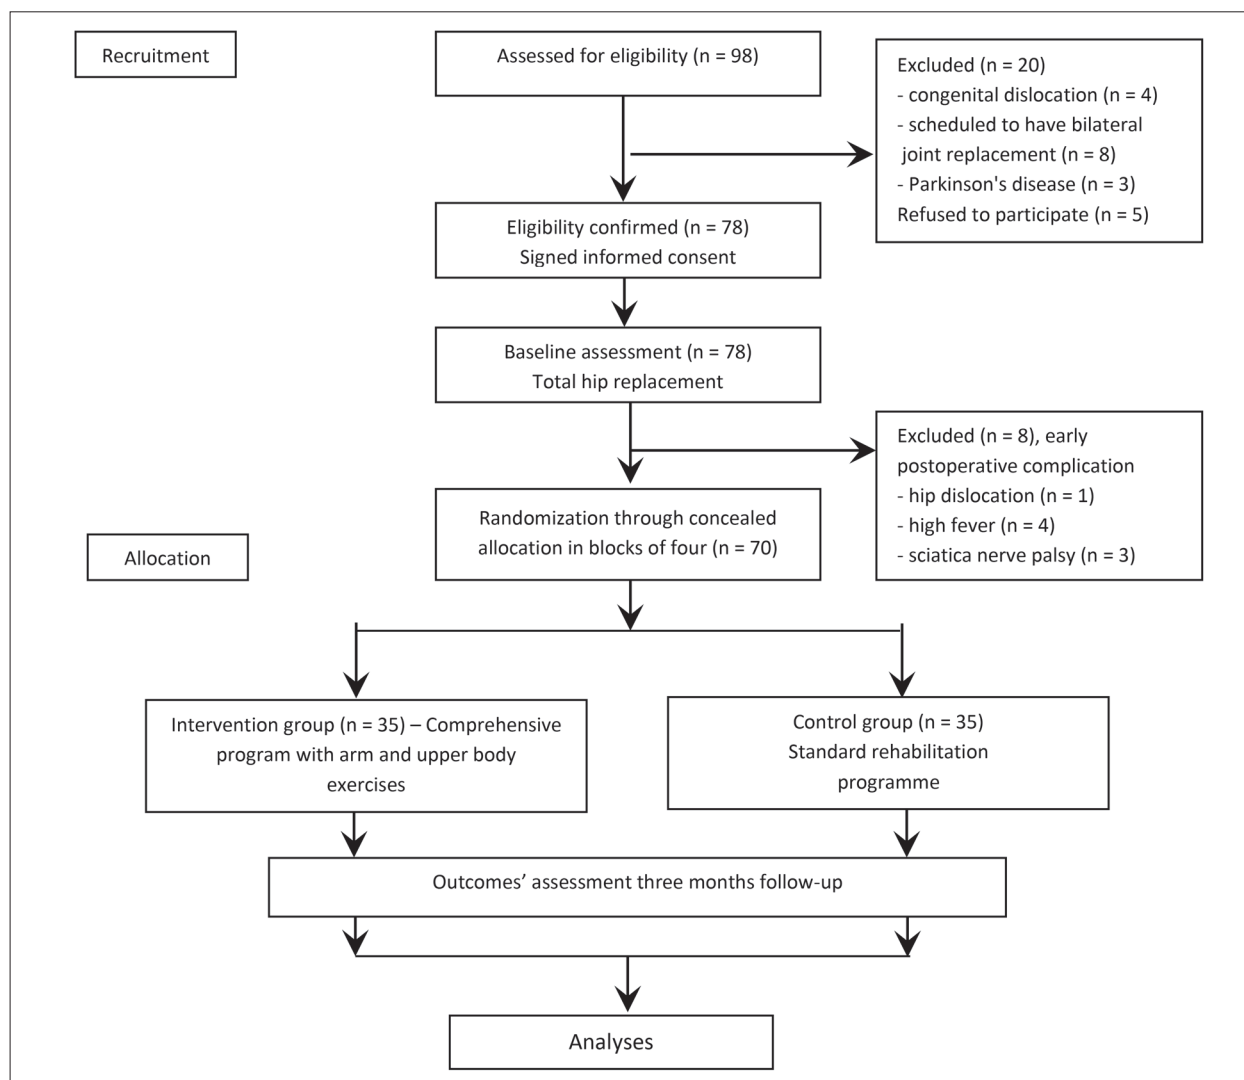 Recruitment
Assessed for eligibility (n = 98)
Excluded (n = 20)
- congenital dislocation (n = 4)
- scheduled to have bilateral
joint replacement (n = 8)
- Parkinson's disease (n = 3)
Refused to participate (n = 5)
Eligibility confirmed (n = 78)
Signed informed consent
Baseline assessment (n = 78)
Total hip replacement
Excluded (n = 8), early
postoperative complication
- hip dislocation (n = 1)
- high fever (n = 4)
- sciatica nerve palsy (n = 3)
Randomization through concealed
allocation in blocks of four (n = 70)
Allocation
Intervention group (n = 35) – Comprehensive
program with arm and upper body
exercises
Control group (n = 35)
Standard rehabilitation
programme
Outcomes’ assessment three months follow-up
Analyses